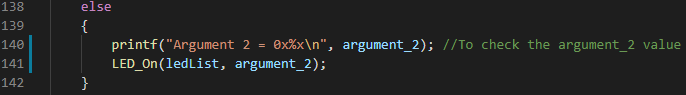 138 else
139 {
140 printf("Argument 2 = 0x%x\n", argument_2); //To check the argument_2 value
141 LED_On(ledList, argument_2);
142 }